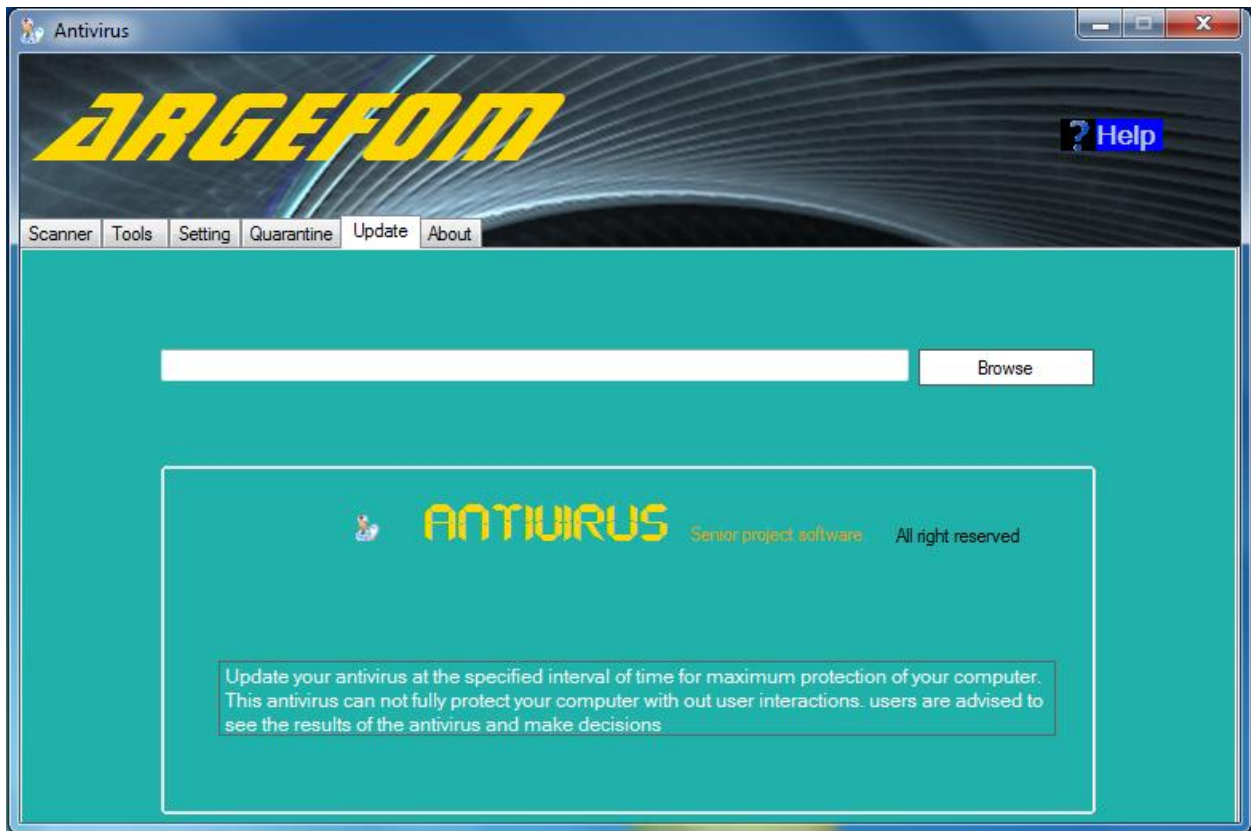 Antivirus
ARGEFOM
? Help
Scanner Tools Setting Quarantine Update About
Browse
ANTIVIRUS Senior project software All right reserved
Update your antivirus at the specified interval of time for maximum protection of your computer.
This antivirus can not fully protect your computer with out user interactions. users are advised to
see the results of the antivirus and make decisions